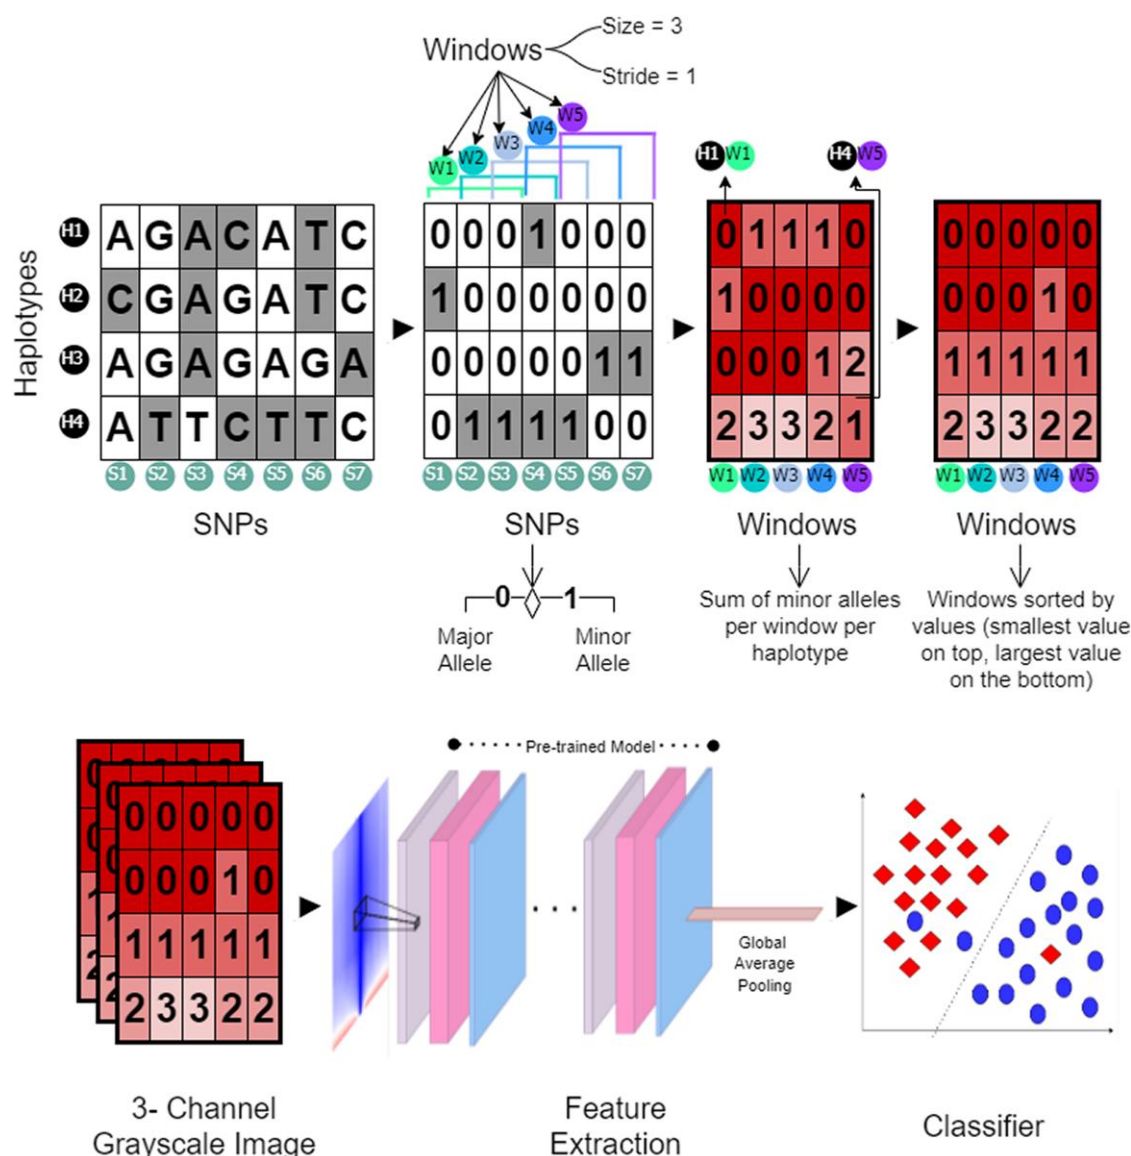 Size = 3
Windows
Stride = 1
W5
W4
W3
W2
W1
H1 W1 H4 W5
H1 A G A C A T C 0 0 0 1 0 0 0 0 1 1 1 0 0 0 0 0 0
H2 C G A G A T C 1 0 0 0 0 0 0 1 0 0 0 0 0 0 0 1 0
H3 A G A G A G A 0 0 0 0 0 1 1 0 0 0 1 2 1 1 1 1 1
H4 A T T C T T C 0 1 1 1 1 0 0 2 3 3 2 1 2 3 3 2 2
Haplotypes
S1 S2 S3 S4 S5 S6 S7 S1 S2 S3 S4 S5 S6 S7 W1 W2 W3 W4 W5 W1 W2 W3 W4 W5
SNPs SNPs Windows Windows
0 1
Major
Allele
Minor
Allele
Sum of minor alleles
per window per
haplotype
Windows sorted by
values (smallest value
on top, largest value
on the bottom)
Pre-trained Model
0 0 0 0 0
0 0 0 1 0
1 1 1 1 1
2 3 3 2 2
Global
Average
Pooling
3- Channel
Grayscale Image
Feature
Extraction
Classifier